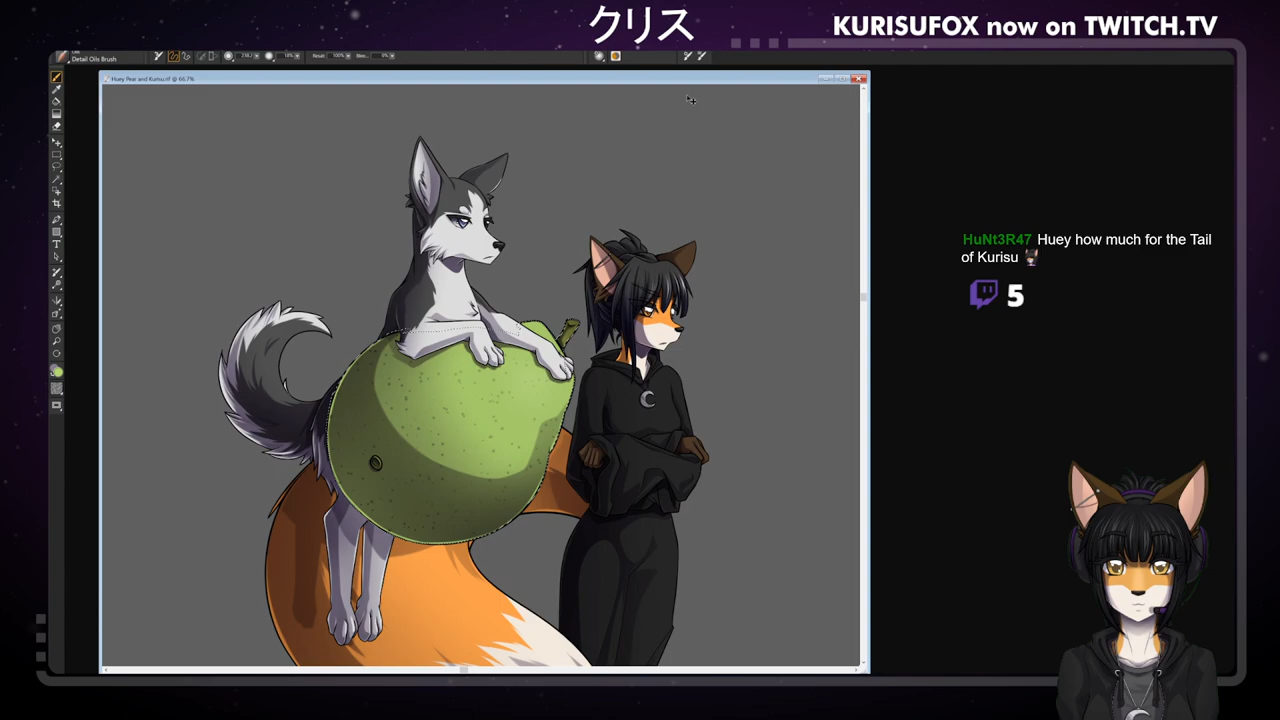 クリス
KURISUFOX now on TWITCH.TV
Detail Oils Brush
Huey Pear and Kurisu.rif @ 66.7%
HuNt3R47 Huey how much for the Tail
of Kurisu
5